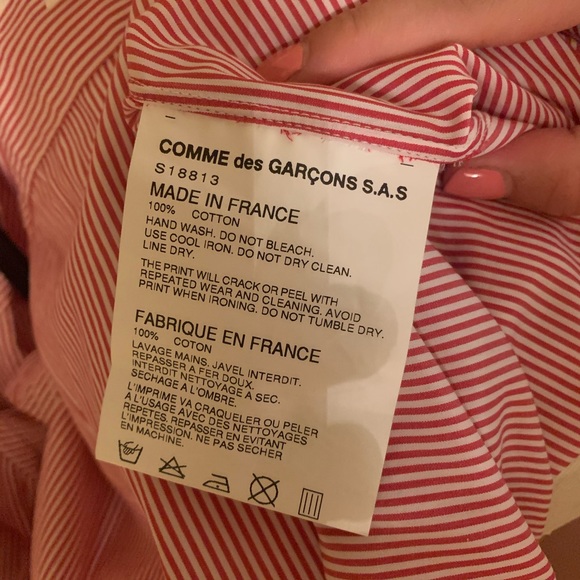 COMME des GARÇONS S.A.S
S18813
MADE IN FRANCE
100% COTTON
HAND WASH. DO NOT BLEACH.
USE COOL IRON. DO NOT DRY CLEAN.
LINE DRY.
THE PRINT WILL CRACK OR PEEL WITH
REPEATED WEAR AND CLEANING. AVOID
PRINT WHEN IRONING. DO NOT TUMBLE DRY.
FABRIQUE EN FRANCE
100% COTON
LAVAGE MAINS. JAVEL INTERDIT.
REPASSER A FER DOUX.
INTERDIT NETTOYAGE A SEC.
SECHAGE A L'OMBRE.
L'IMPRIME VA CRAQUELER OU PELER
A L'USAGE AVEC DES NETTOYAGES
REPETES. REPASSER EN EVITANT
L'IMPRESSION. NE PAS SECHER
EN MACHINE.